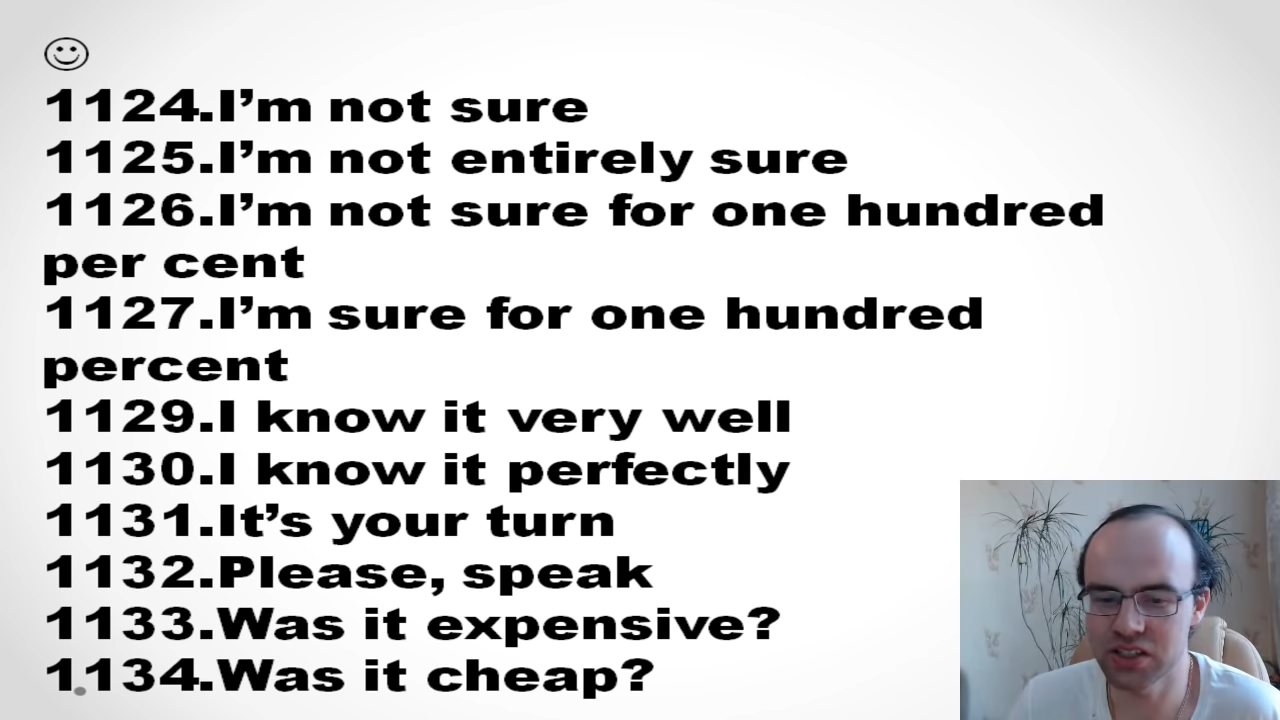 1124.I’m not sure
1125.I’m not entirely sure
1126.I’m not sure for one hundred
per cent
1127.I’m sure for one hundred
percent
1129.I know it very well
1130.I know it perfectly
1131.It’s your turn
1132.Please, speak
1133.Was it expensive?
1134.Was it cheap?